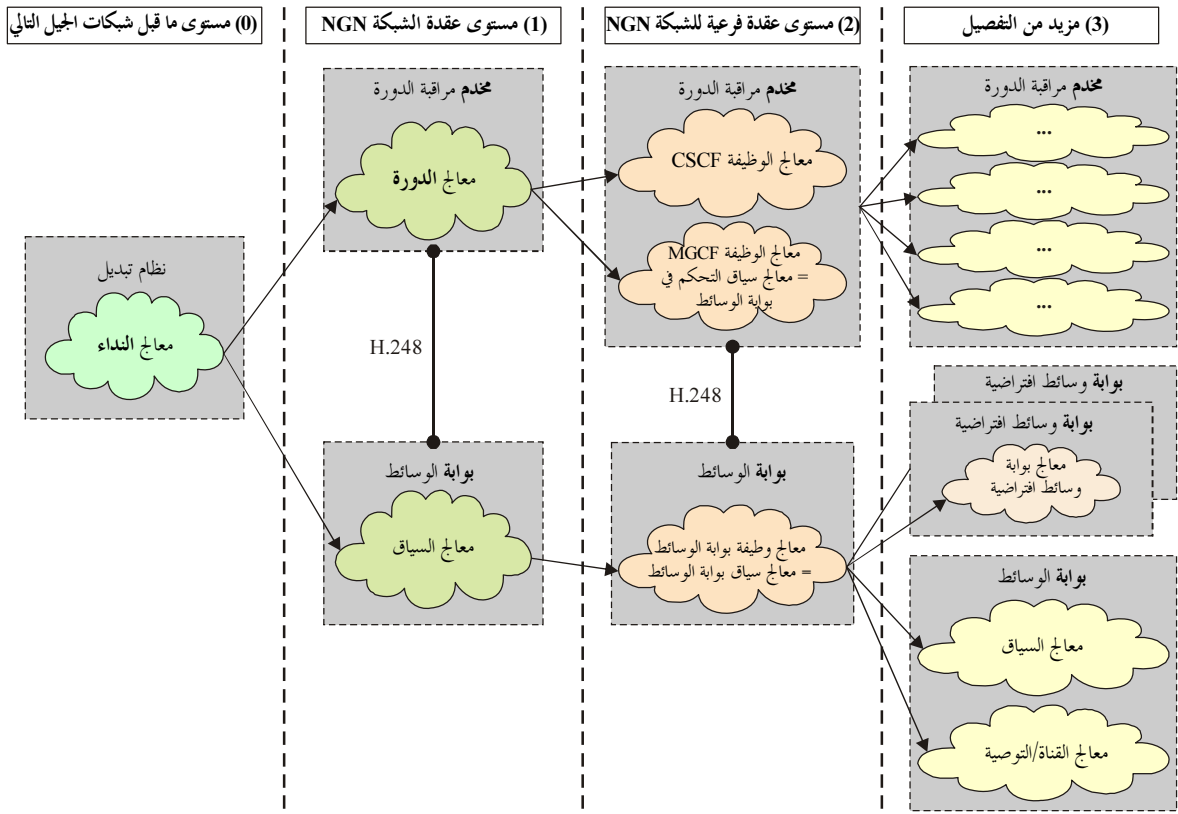 (0) مستوى ما قبل شبكات الجيل التالي
(1) مستوى عقدة الشبكة NGN
(2) مستوى عقدة فرعية للشبكة NGN
(3) مزيد من التفصيل
نظام تبديل
معالج النداء
مخدم مراقبة الدورة
معالج الدورة
H.248
بوابة الوسائط
معالج السياق
مخدم مراقبة الدورة
معالج الوظيفة CSCF
معالج الوظيفة MGCF
= معالج سياق التحكم في
بوابة الوسائط
H.248
بوابة الوسائط
معالج وظيفة بوابة الوسائط
= معالج سياق بوابة الوسائط
مخدم مراقبة الدورة
...
...
...
...
بوابة وسائط افتراضية
بوابة وسائط افتراضية
معالج بوابة
وسائط افتراضية
بوابة الوسائط
معالج السياق
معالج القناة/التوصية